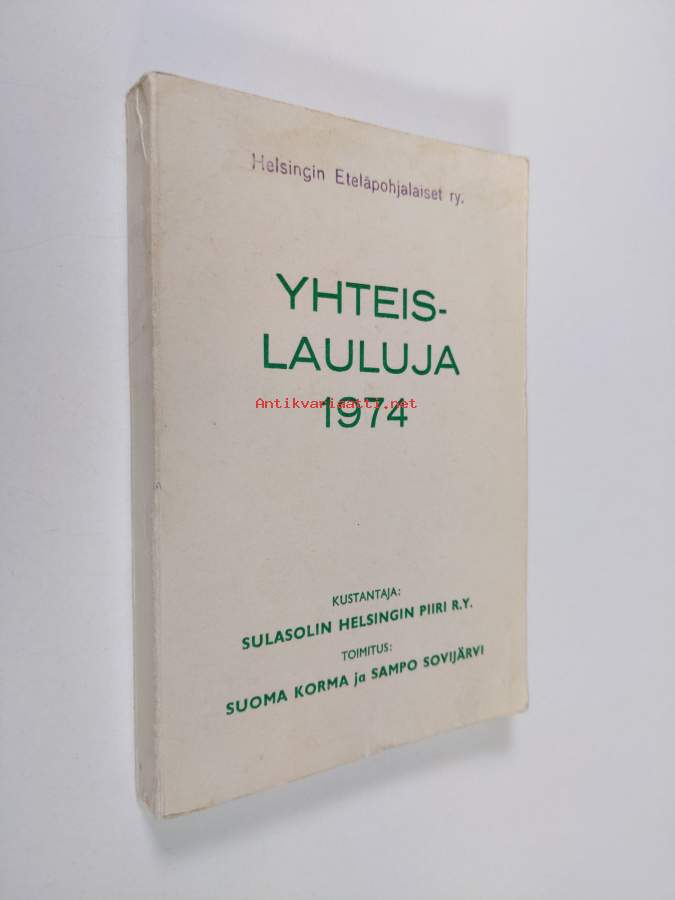 Helsingin Eteläpohjalaiset ry.
YHTEIS-
LAULUJA
Antikvariaatti.net
1974
KUSTANTAJA:
SULASOLIN HELSINGIN PIIRI R.Y.
TOIMITUS:
SUOMA KORMA ja SAMPO SOVIJÄRVI